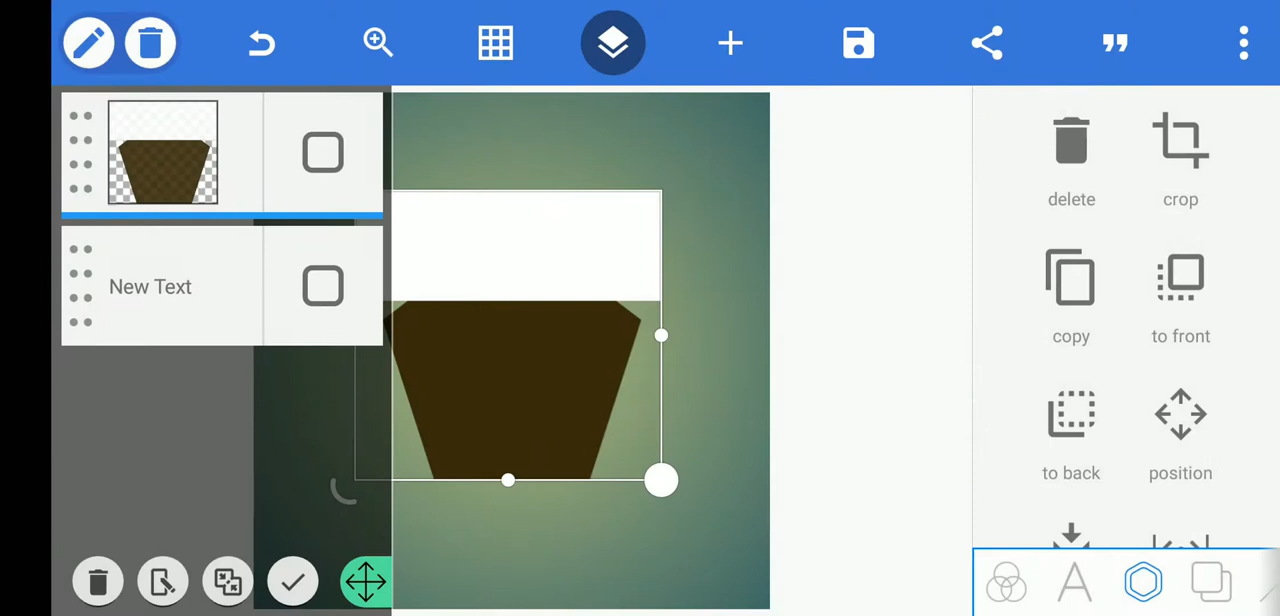 New Text
delete
crop
copy
to front
to back
position